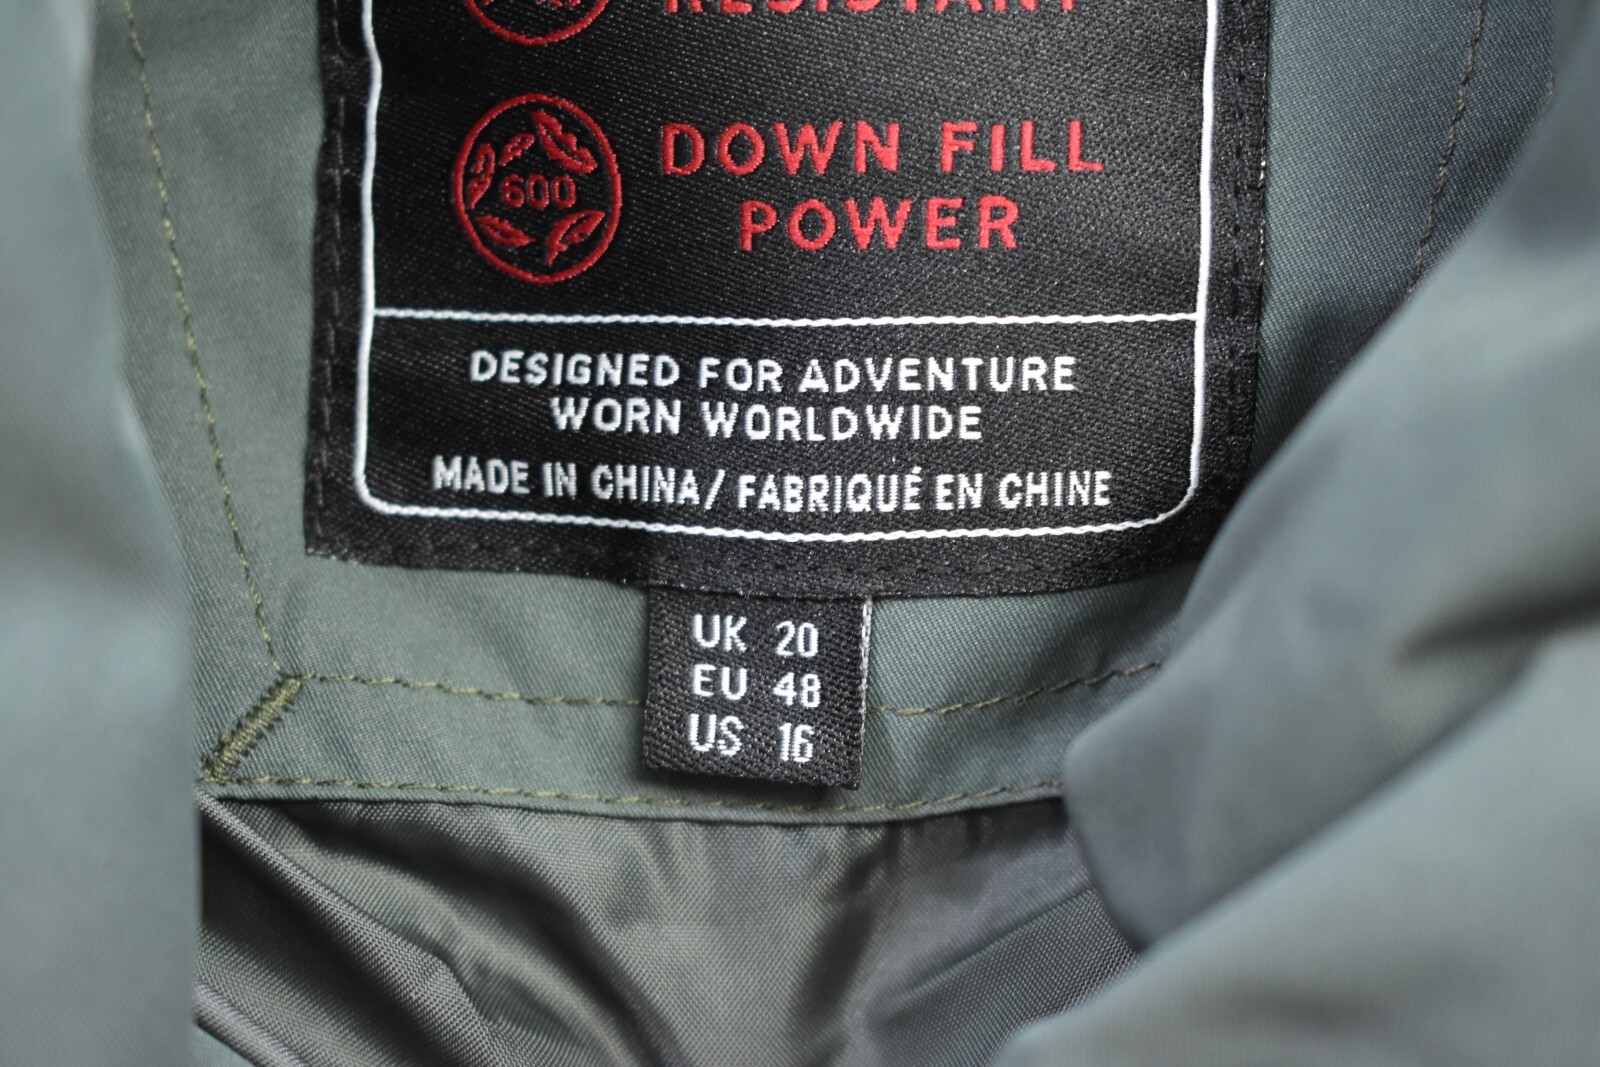 RESISTANT
600
DOWN FILL
POWER
DESIGNED FOR ADVENTURE
WORN WORLDWIDE
MADE IN CHINA/ FABRIQUÉ EN CHINE
UK 20
EU 48
US 16